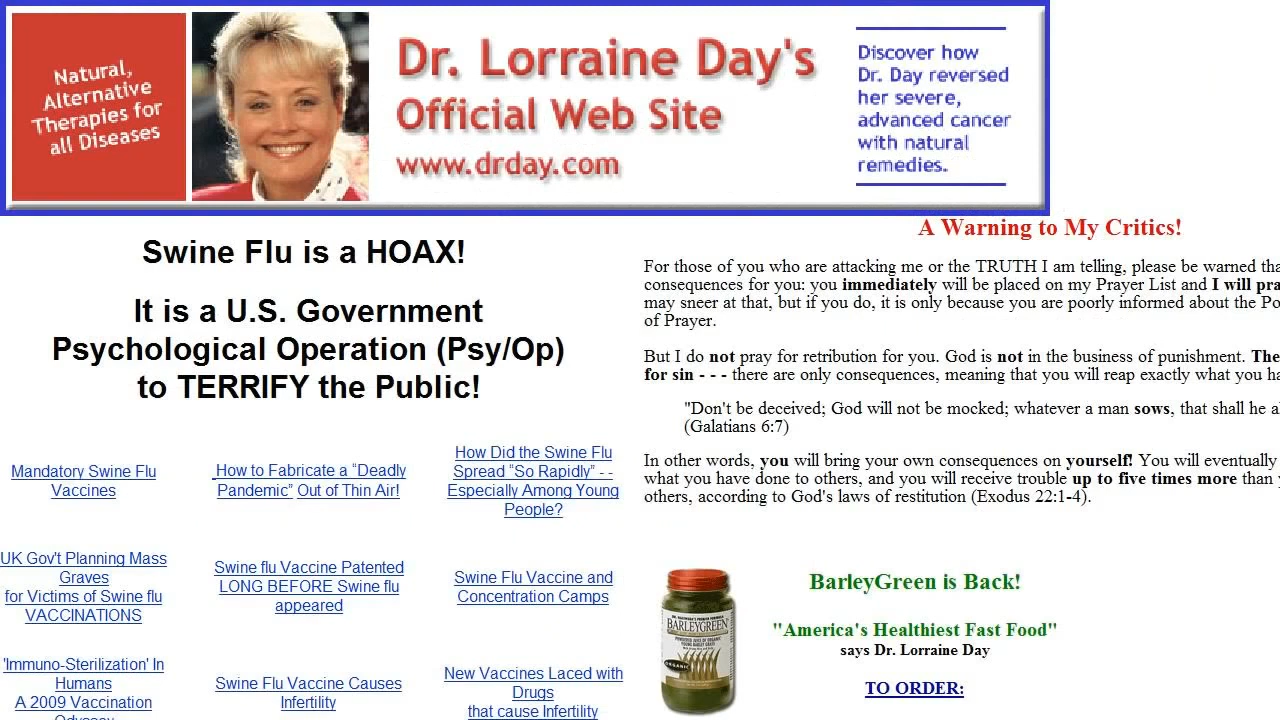 Natural,
Alternative
Therapies for
all Diseases
Dr. Lorraine Day's
Official Web Site
www.drday.com
Discover how
Dr. Day reversed
her severe,
advanced cancer
with natural
remedies.
Swine Flu is a HOAX!
It is a U.S. Government
Psychological Operation (Psy/Op)
to TERRIFY the Public!
Mandatory Swine Flu
Vaccines
How to Fabricate a “Deadly
Pandemic” Out of Thin Air!
How Did the Swine Flu
Spread “So Rapidly” - -
Especially Among Young
People?
UK Gov't Planning Mass
Graves
for Victims of Swine flu
VACCINATIONS
Swine flu Vaccine Patented
LONG BEFORE Swine flu
appeared
Swine Flu Vaccine and
Concentration Camps
'Immuno-Sterilization' In
Humans
A 2009 Vaccination
Odyssey
Swine Flu Vaccine Causes
Infertility
New Vaccines Laced with
Drugs
that cause Infertility
A Warning to My Critics!
For those of you who are attacking me or the TRUTH I am telling, please be warned
consequences for you: you immediately will be placed on my Prayer List and I will
may sneer at that, but if you do, it is only because you are poorly informed about the
of Prayer.
But I do not pray for retribution for you. God is not in the business of punishment.
for sin - - - there are only consequences, meaning that you will reap exactly what you
"Don't be deceived; God will not be mocked; whatever a man sows, that shall he
(Galatians 6:7)
In other words, you will bring your own consequences on yourself! You will eventually
what you have done to others, and you will receive trouble up to five times more than
others, according to God's laws of restitution (Exodus 22:1-4).
BARLEYGREEN
ORGANIC
BarleyGreen is Back!
"America's Healthiest Fast Food"
says Dr. Lorraine Day
TO ORDER: